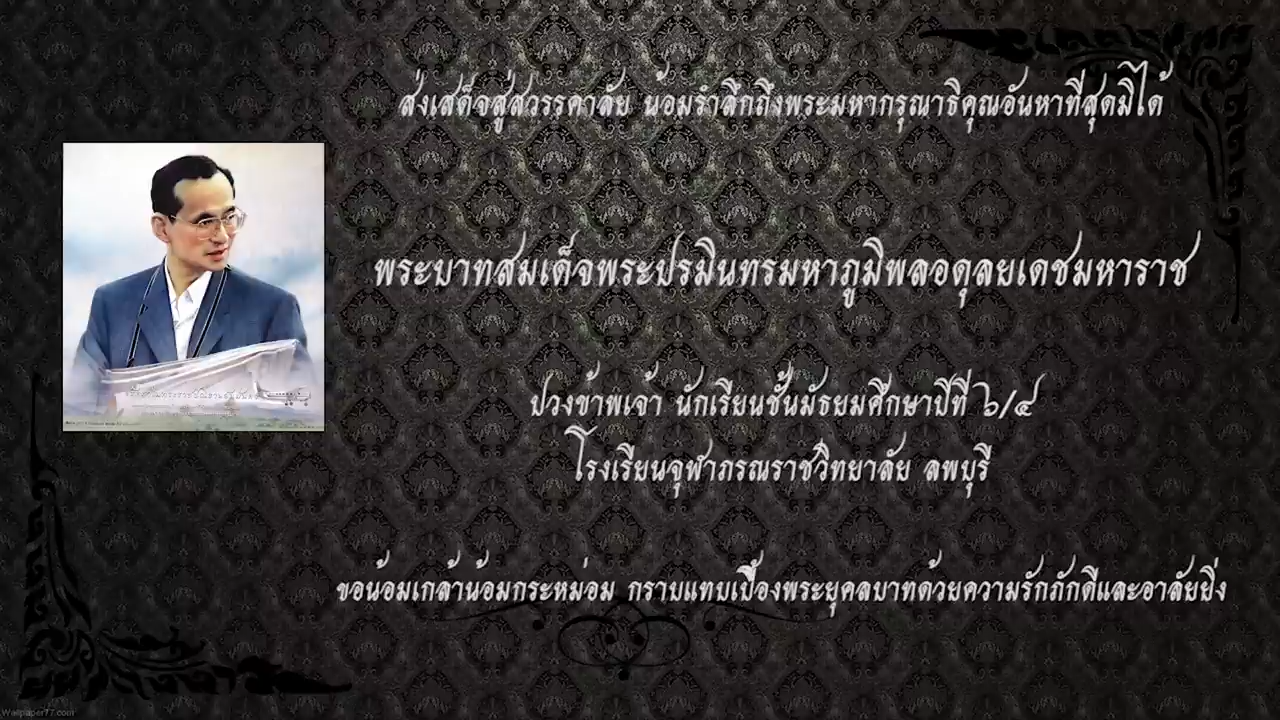 ส่งเสด็จสู่สวรรคาลัย น้อมรำลึกถึงพระมหากรุณาธิคุณอันหาที่สุดมิได้
พระบาทสมเด็จพระปรมินทรมหาภูมิพลอดุลยเดชมหาราช
ปวงข้าพเจ้า นักเรียนชั้นมัธยมศึกษาปีที่ ๖/๔
โรงเรียนจุฬาภรณราชวิทยาลัย ลพบุรี
ขอน้อมเกล้าน้อมกระหม่อม กราบแทบเบื้องพระยุคลบาทด้วยความรักภักดีและอาลัยยิ่ง
Wallpaper77.com